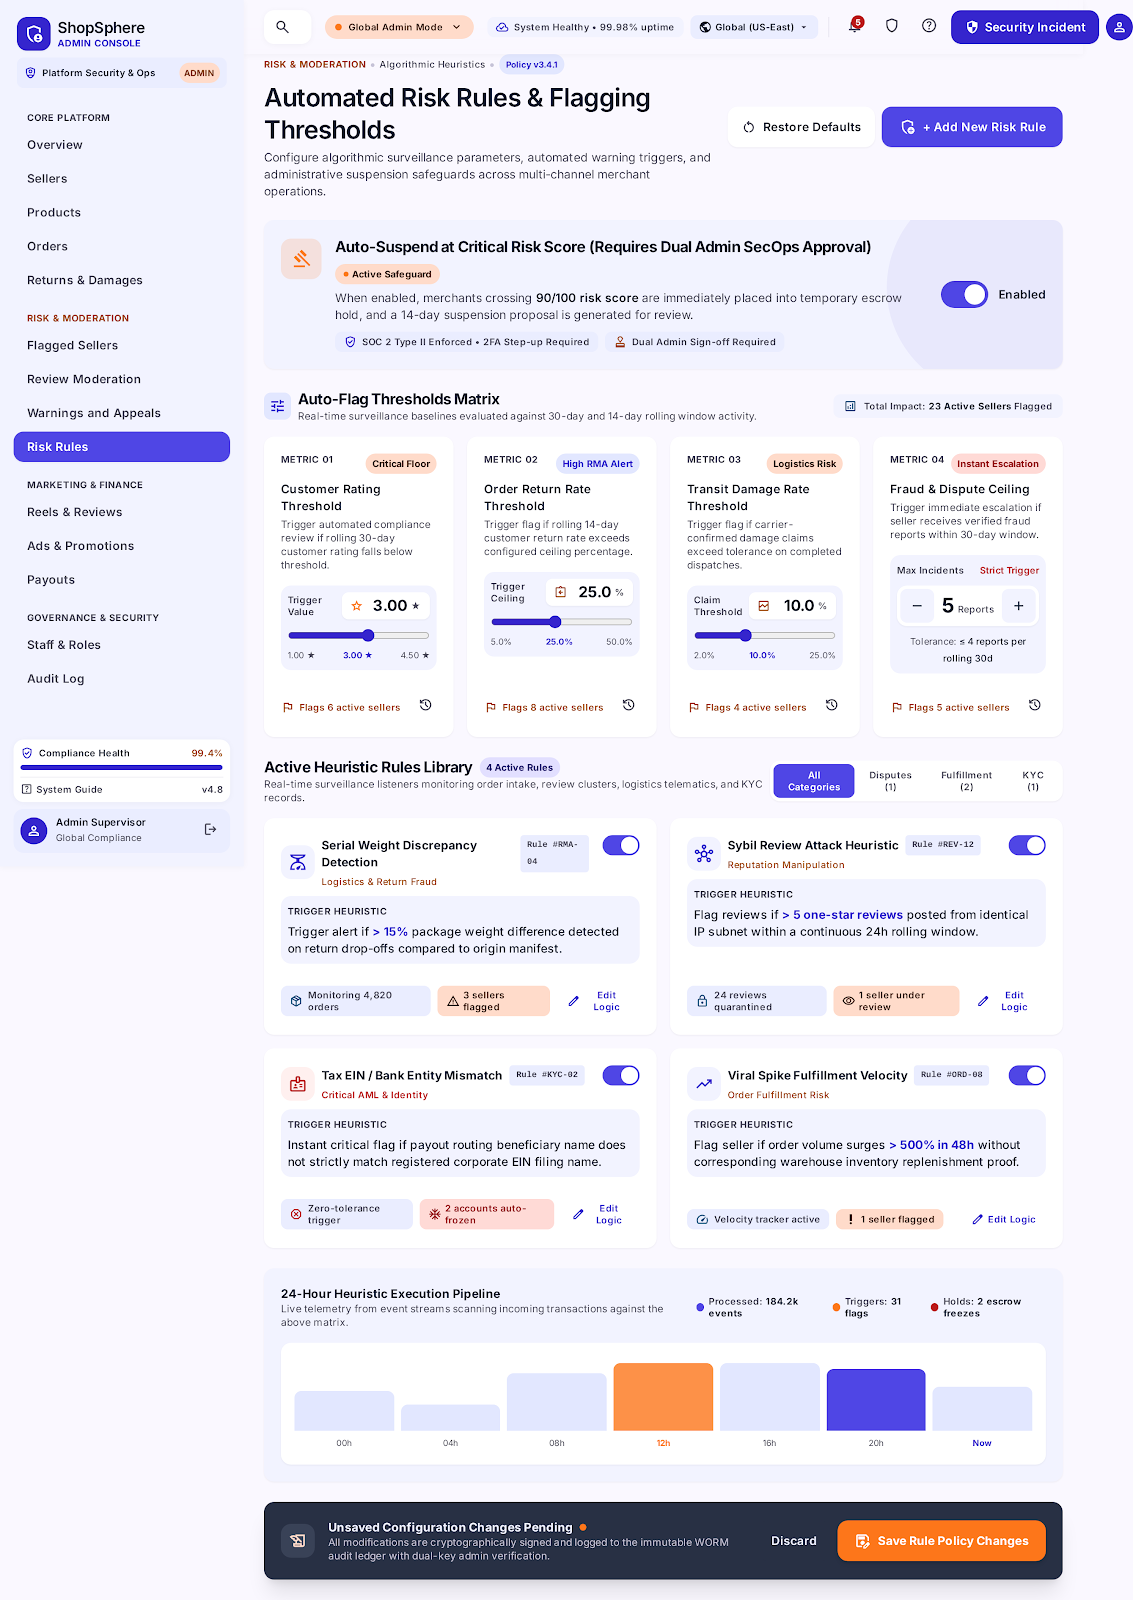 ShopSphere
ADMIN CONSOLE
Platform Security & Ops
ADMIN
CORE PLATFORM
Overview
Sellers
Products
Orders
Returns & Damages
RISK & MODERATION
Flagged Sellers
Review Moderation
Warnings and Appeals
Risk Rules
MARKETING & FINANCE
Reels & Reviews
Ads & Promotions
Payouts
GOVERNANCE & SECURITY
Staff & Roles
Audit Log
Compliance Health
99.4%
System Guide
v4.8
Admin Supervisor
Global Compliance
Global Admin Mode
System Healthy • 99.98% uptime
Global (US-East)
5
Security Incident
RISK & MODERATION • Algorithmic Heuristics • Policy v3.4.1
Automated Risk Rules & Flagging
Thresholds
Configure algorithmic surveillance parameters, automated warning triggers, and
administrative suspension safeguards across multi-channel merchant
operations.
Restore Defaults
+ Add New Risk Rule
Auto-Suspend at Critical Risk Score (Requires Dual Admin SecOps Approval)
Active Safeguard
When enabled, merchants crossing 90/100 risk score are immediately placed into temporary escrow
hold, and a 14-day suspension proposal is generated for review.
SOC 2 Type II Enforced • 2FA Step-up Required
Dual Admin Sign-off Required
Enabled
Auto-Flag Thresholds Matrix
Real-time surveillance baselines evaluated against 30-day and 14-day rolling window activity.
Total Impact: 23 Active Sellers Flagged
METRIC 01
Critical Floor
Customer Rating
Threshold
Trigger automated compliance
review if rolling 30-day
customer rating falls below
threshold.
Trigger
Value
3.00 ★
1.00 ★
3.00 ★
4.50 ★
Flags 6 active sellers
METRIC 02
High RMA Alert
Order Return Rate
Threshold
Trigger flag if rolling 14-day
customer return rate exceeds
configured ceiling percentage.
Trigger
Ceiling
25.0 %
5.0%
25.0%
50.0%
Flags 8 active sellers
METRIC 03
Logistics Risk
Transit Damage Rate
Threshold
Trigger flag if carrier-
confirmed damage claims
exceed tolerance on completed
dispatches.
Claim
Threshold
10.0 %
2.0%
10.0%
25.0%
Flags 4 active sellers
METRIC 04
Instant Escalation
Fraud & Dispute Ceiling
Trigger immediate escalation if
seller receives verified fraud
reports within 30-day window.
Max Incidents
Strict Trigger
− 5 Reports +
Tolerance: ≤ 4 reports per
rolling 30d
Flags 5 active sellers
Active Heuristic Rules Library
4 Active Rules
Real-time surveillance listeners monitoring order intake, review clusters, logistics telematics, and KYC
records.
All
Categories
Disputes
(1)
Fulfillment
(2)
KYC
(1)
Serial Weight Discrepancy
Detection
Rule #RMA-
04
Logistics & Return Fraud
TRIGGER HEURISTIC
Trigger alert if > 15% package weight difference detected
on return drop-offs compared to origin manifest.
Monitoring 4,820
orders
3 sellers
flagged
Edit
Logic
Sybil Review Attack Heuristic
Rule #REV-12
Reputation Manipulation
TRIGGER HEURISTIC
Flag reviews if > 5 one-star reviews posted from identical
IP subnet within a continuous 24h rolling window.
24 reviews
quarantined
1 seller under
review
Edit
Logic
Tax EIN / Bank Entity Mismatch
Rule #KYC-02
Critical AML & Identity
TRIGGER HEURISTIC
Instant critical flag if payout routing beneficiary name does
not strictly match registered corporate EIN filing name.
Zero-tolerance
trigger
2 accounts auto-
frozen
Edit
Logic
Viral Spike Fulfillment Velocity
Rule #ORD-08
Order Fulfillment Risk
TRIGGER HEURISTIC
Flag seller if order volume surges > 500% in 48h without
corresponding warehouse inventory replenishment proof.
Velocity tracker active
1 seller flagged
Edit Logic
24-Hour Heuristic Execution Pipeline
Live telemetry from event streams scanning incoming transactions against the
above matrix.
Processed: 184.2k
events
Triggers: 31
flags
Holds: 2 escrow
freezes
00h
04h
08h
12h
16h
20h
Now
Unsaved Configuration Changes Pending
All modifications are cryptographically signed and logged to the immutable WORM
audit ledger with dual-key admin verification.
Discard
Save Rule Policy Changes